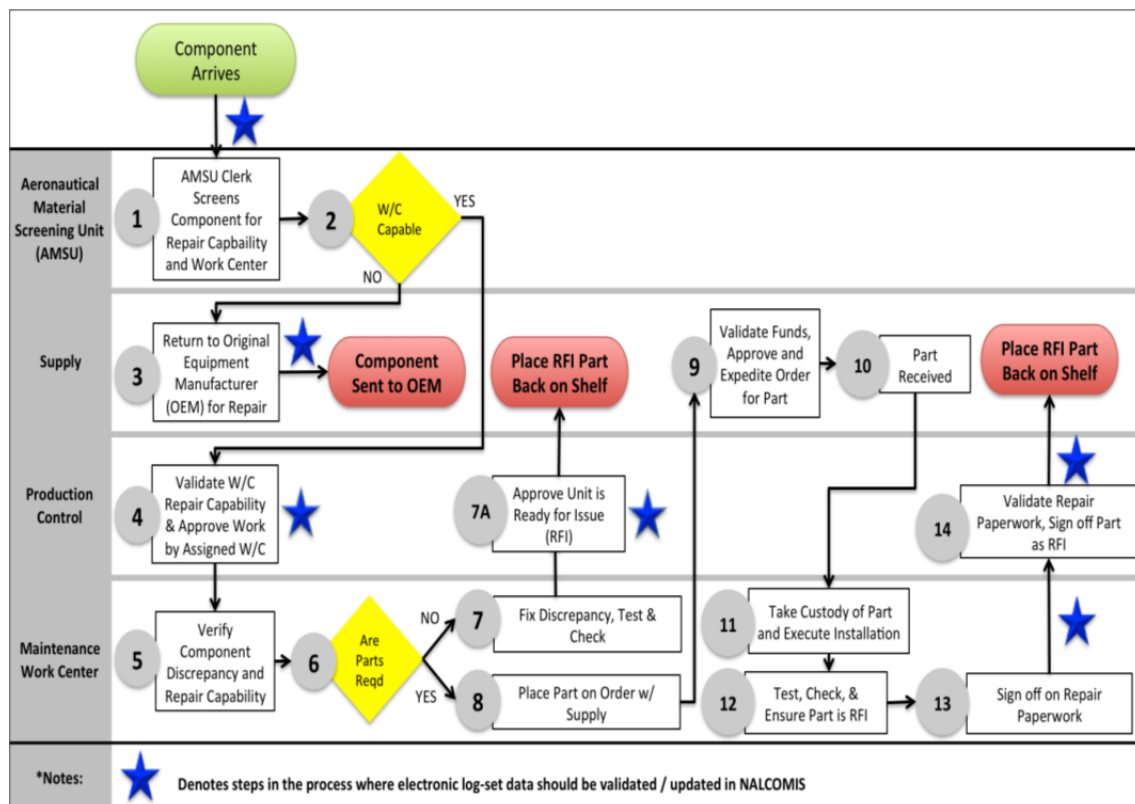 Component
Arrives
Aeronautical
Material
Screening Unit
(AMSU)
1
AMSU Clerk
Screens
Component for
Repair Capbaility
and Work Center
2
W/C
Capable
YES
NO
Supply
3
Return to Original
Equipment
Manufacturer
(OEM) for Repair
Component
Sent to OEM
Place RFI Part
Back on Shelf
9
Validate Funds,
Approve and
Expedite Order
for Part
10
Part
Received
Place RFI Part
Back on Shelf
Production
Control
4
Validate W/C
Repair Capability
& Approve Work
by Assigned W/C
7A
Approve Unit is
Ready for Issue
(RFI)
14
Validate Repair
Paperwork, Sign off Part
as RFI
Maintenance
Work Center
5
Verify
Component
Discrepancy and
Repair Capability
6
Are
Parts
Reqd
NO
YES
7
Fix Discrepancy, Test &
Check
8
Place Part on Order w/
Supply
11
Take Custody of Part
and Execute Installation
12
Test, Check, &
Ensure Part is RFI
13
Sign off on Repair
Paperwork
*Notes:
Denotes steps in the process where electronic log-set data should be validated / updated in NALCOMIS